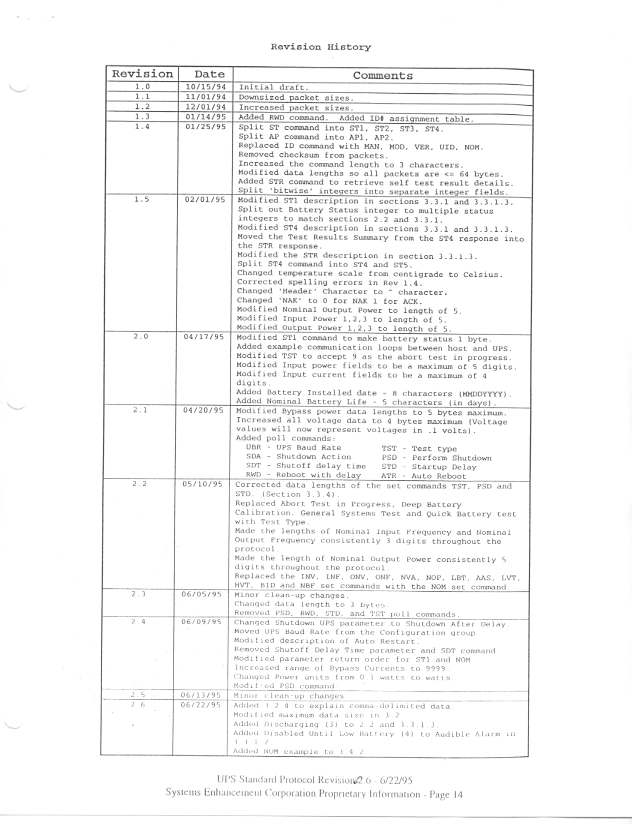 Revision History
Revision Date Comments
1.0 10/15/94 Initial draft.
1.1 11/01/94 Downsized packet sizes.
1.2 12/01/94 Increased packet sizes.
1.3 01/14/95 Added RWD command. Added ID# assignment table.
1.4 01/25/95 Split ST command into ST1, ST2, ST3, ST4.
Split AP command into AP1, AP2.
Replaced ID command with MAN, MOD, VER, UID, NOM.
Removed checksum from packets.
Increased the command length to 3 characters.
Modified data lengths so all packets are <= 64 bytes.
Added STR command to retrieve self test result details.
Split 'bitwise' integers into separate integer fields.
1.5 02/01/95 Modified ST1 description in sections 3.3.1 and 3.3.1.3.
Split out Battery Status integer to multiple status
integers to match sections 2.2 and 3.3.1.
Modified ST4 description in sections 3.3.1 and 3.3.1.3.
Moved the Test Results Summary from the ST4 response into
the STR response.
Modified the STR description in section 3.3.1.3.
Split ST4 command into ST4 and ST5.
Changed temperature scale from centigrade to Celsius.
Corrected spelling errors in Rev 1.4.
Changed 'Header' Character to ^ character.
Changed 'NAK' to 0 for NAK 1 for ACK.
Modified Nominal Output Power to length of 5.
Modified Input Power 1,2,3 to length of 5.
Modified Output Power 1,2,3 to length of 5.
2.0 04/17/95 Modified ST1 command to make battery status 1 byte.
Added example communication loops between host and UPS.
Modified TST to accept 9 as the abort test in progress.
Modified Input power fields to be a maximum of 5 digits.
Modified Input current fields to be a maximum of 4
digits.
Added Battery Installed date - 8 characters (MMDDYYYY).
Added Nominal Battery Life - 5 characters (in days).
2.1 04/20/95 Modified Bypass power data lengths to 5 bytes maximum.
Increased all voltage data to 4 bytes maximum (Voltage
values will now represent voltages in .1 volts).
Added poll commands:
UBR - UPS Baud Rate TST - Test type
SDA - Shutdown Action PSD - Perform Shutdown
SDT - Shutoff delay time STD - Startup Delay
RWD - Reboot with delay ATR - Auto Reboot
2.2 05/10/95 Corrected data lengths of the set commands TST, PSD and
STD. (Section 3.3.4).
Replaced Abort Test in Progress, Deep Battery
Calibration, General Systems Test and Quick Battery test
with Test Type.
Made the lengths of Nominal Input Frequency and Nominal
Output Frequency consistently 3 digits throughout the
protocol.
Made the length of Nominal Output Power consistently 5
digits throughout the protocol.
Replaced the INV, INF, ONV, ONF, NVA, NOP, LBT, AAS, LVT,
HVT, BID and NBF set commands with the NOM set command.
2.3 06/05/95 Minor clean-up changes.
Changed data length to 3 bytes.
Removed PSD, RWD, STD, and TST poll commands.
2.4 06/09/95 Changed Shutdown UPS parameter to Shutdown After Delay.
Moved UPS Baud Rate from the Configuration group
Modified description of Auto Restart.
Removed Shutoff Delay Time parameter and SDT command
Modified parameter return order for ST1 and NOM
Increased range of Bypass Currents to 9999
Changed Power units from 0.1 watts to watts
Modified PSD command
2.5 06/13/95 Minor clean-up changes
2.6 06/22/95 Added 1.2.4 to explain comma-delimited data.
Modified maximum data size in 3.2
Added Discharging (3) to 2.2 and 3.3.1.3
Added Disabled Until Low Battery (4) to Audible Alarm in
Added NOM example to 3.4.2
UPS Standard Protocol Revision 2.6 - 6/22/95
Systems Enhancement Corporation Proprietary Information - Page 14